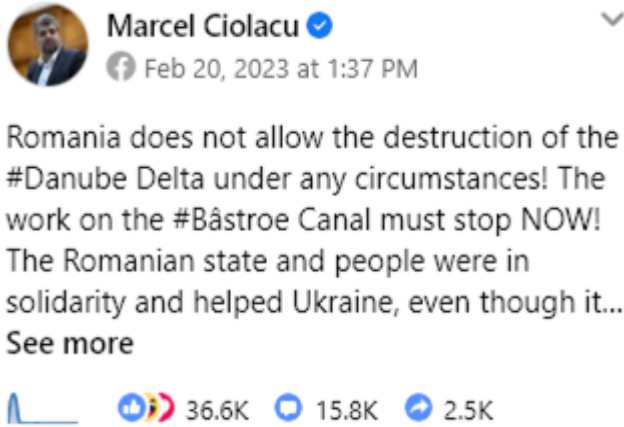 Marcel Ciolacu
Feb 20, 2023 at 1:37 PM
Romania does not allow the destruction of the
#Danube Delta under any circumstances! The
work on the #Bâstroe Canal must stop NOW!
The Romanian state and people were in
solidarity and helped Ukraine, even though it...
See more
36.6K 15.8K 2.5K